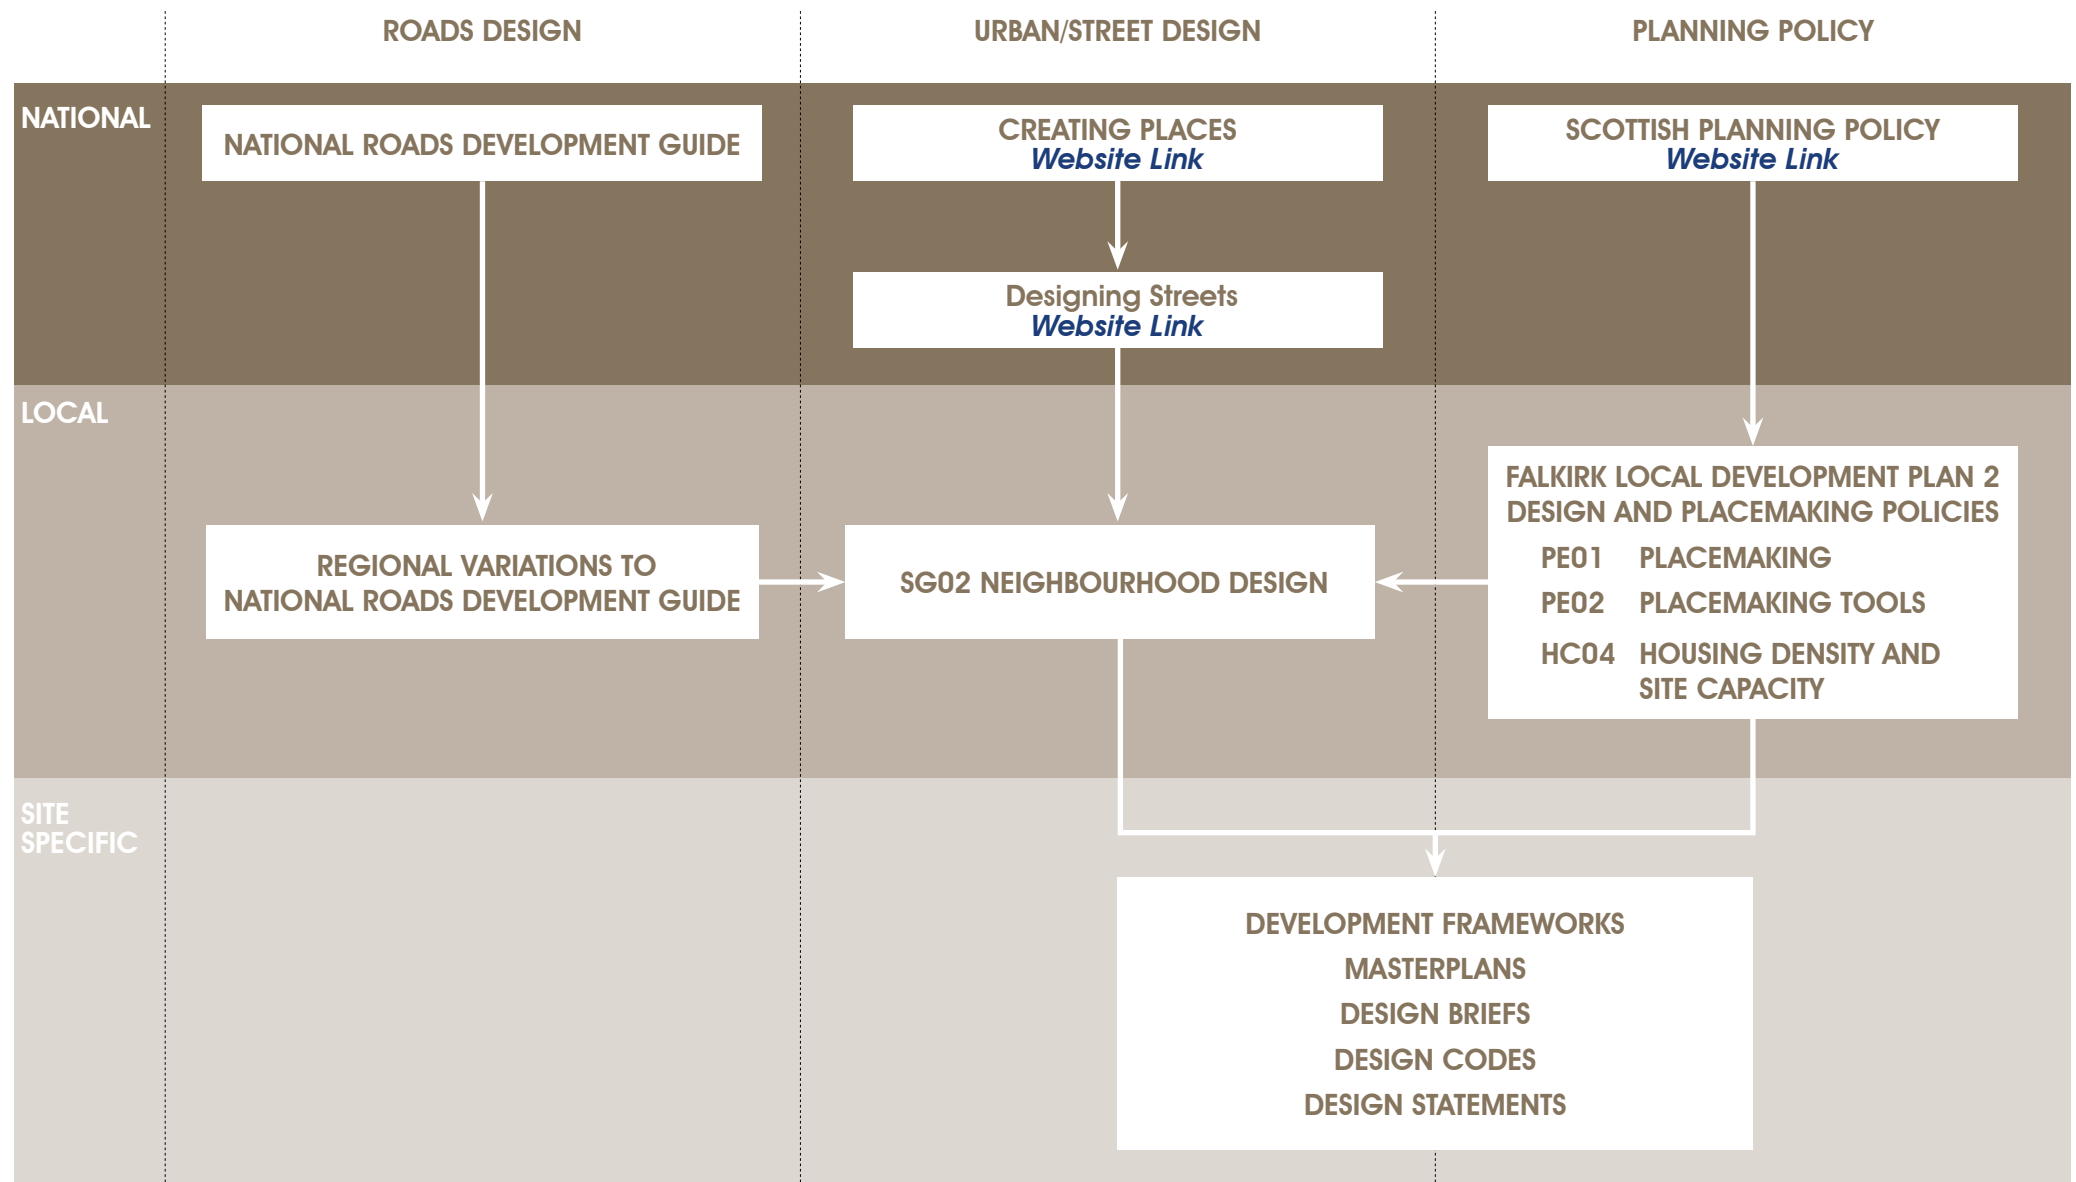 ROADS DESIGN
URBAN/STREET DESIGN
PLANNING POLICY
NATIONAL
NATIONAL ROADS DEVELOPMENT GUIDE
CREATING PLACES
Website Link
SCOTTISH PLANNING POLICY
Website Link
Designing Streets
Website Link
LOCAL
REGIONAL VARIATIONS TO
NATIONAL ROADS DEVELOPMENT GUIDE
SG02 NEIGHBOURHOOD DESIGN
FALKIRK LOCAL DEVELOPMENT PLAN 2
DESIGN AND PLACEMAKING POLICIES
PE01 PLACEMAKING
PE02 PLACEMAKING TOOLS
HC04 HOUSING DENSITY AND
SITE CAPACITY
SITE
SPECIFIC
DEVELOPMENT FRAMEWORKS
MASTERPLANS
DESIGN BRIEFS
DESIGN CODES
DESIGN STATEMENTS